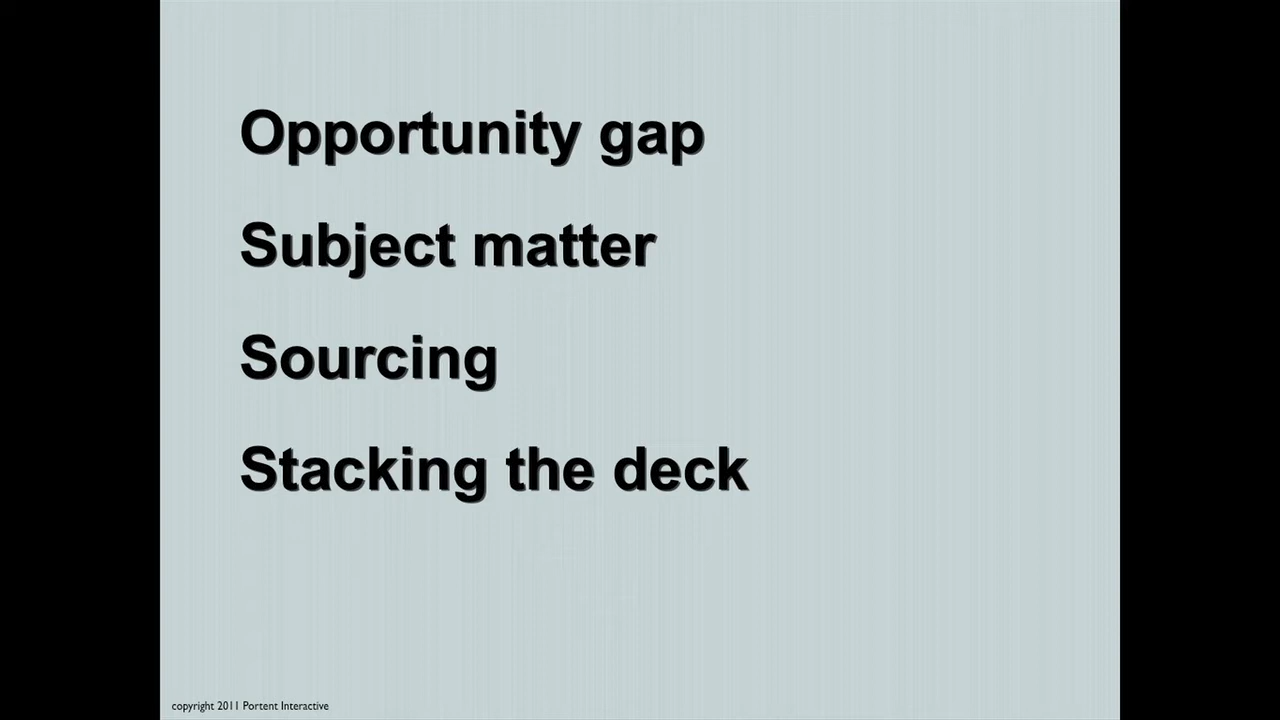 Opportunity gap
Subject matter
Sourcing
Stacking the deck
copyright 2011 Portent Interactive